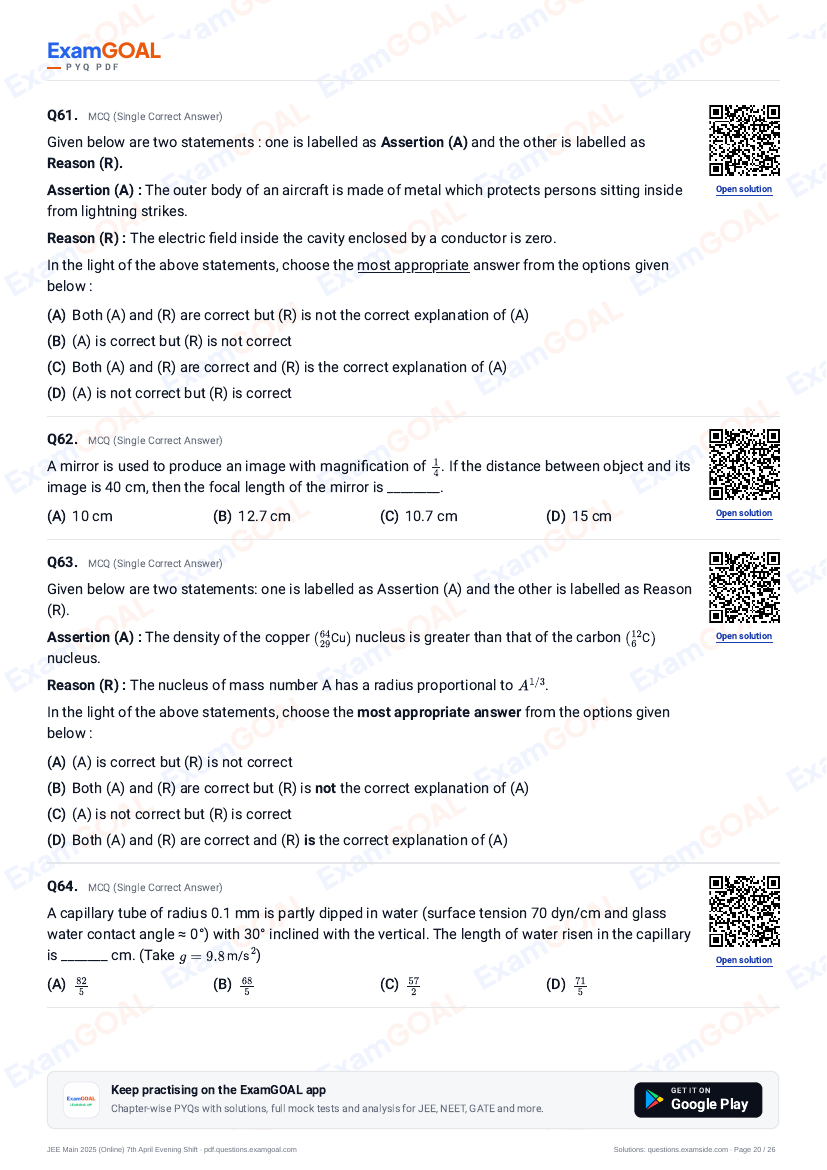 ExamGOAL
PYQ PDF
Q61. MCQ (Single Correct Answer)
Given below are two statements : one is labelled as Assertion (A) and the other is labelled as
Reason (R).
Assertion (A) : The outer body of an aircraft is made of metal which protects persons sitting inside
from lightning strikes.
Reason (R) : The electric field inside the cavity enclosed by a conductor is zero.
In the light of the above statements, choose the most appropriate answer from the options given
below :
(A) Both (A) and (R) are correct but (R) is not the correct explanation of (A)
(B) (A) is correct but (R) is not correct
(C) Both (A) and (R) are correct and (R) is the correct explanation of (A)
(D) (A) is not correct but (R) is correct
Open solution
Q62. MCQ (Single Correct Answer)
A mirror is used to produce an image with magnification of 1/4. If the distance between object and its
image is 40 cm, then the focal length of the mirror is ________.
(A) 10 cm (B) 12.7 cm (C) 10.7 cm (D) 15 cm
Open solution
Q63. MCQ (Single Correct Answer)
Given below are two statements: one is labelled as Assertion (A) and the other is labelled as Reason
(R).
Assertion (A) : The density of the copper (⁶⁴₂₉Cu) nucleus is greater than that of the carbon (¹²₆C)
nucleus.
Reason (R) : The nucleus of mass number A has a radius proportional to A^{1/3}.
In the light of the above statements, choose the most appropriate answer from the options given
below :
(A) (A) is correct but (R) is not correct
(B) Both (A) and (R) are correct but (R) is not the correct explanation of (A)
(C) (A) is not correct but (R) is correct
(D) Both (A) and (R) are correct and (R) is the correct explanation of (A)
Open solution
Q64. MCQ (Single Correct Answer)
A capillary tube of radius 0.1 mm is partly dipped in water (surface tension 70 dyn/cm and glass
water contact angle ≈ 0°) with 30° inclined with the vertical. The length of water risen in the capillary
is _______ cm. (Take g = 9.8 m/s²)
(A) 82/5 (B) 68/5 (C) 57/2 (D) 71/5
Open solution
ExamGOAL
Keep practising on the ExamGOAL app
Chapter-wise PYQs with solutions, full mock tests and analysis for JEE, NEET, GATE and more.
GET IT ON
Google Play
JEE Main 2025 (Online) 7th April Evening Shift · pdf.questions.examgoal.com
Solutions: questions.examside.com · Page 20 / 26